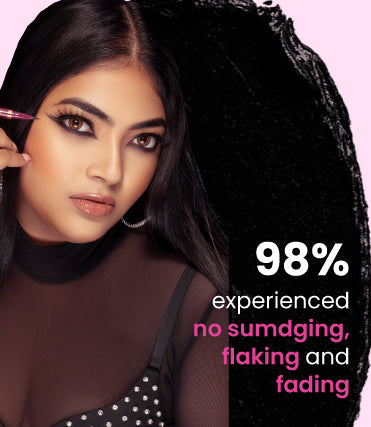 98%
experienced
no sumdging,
flaking and
fading